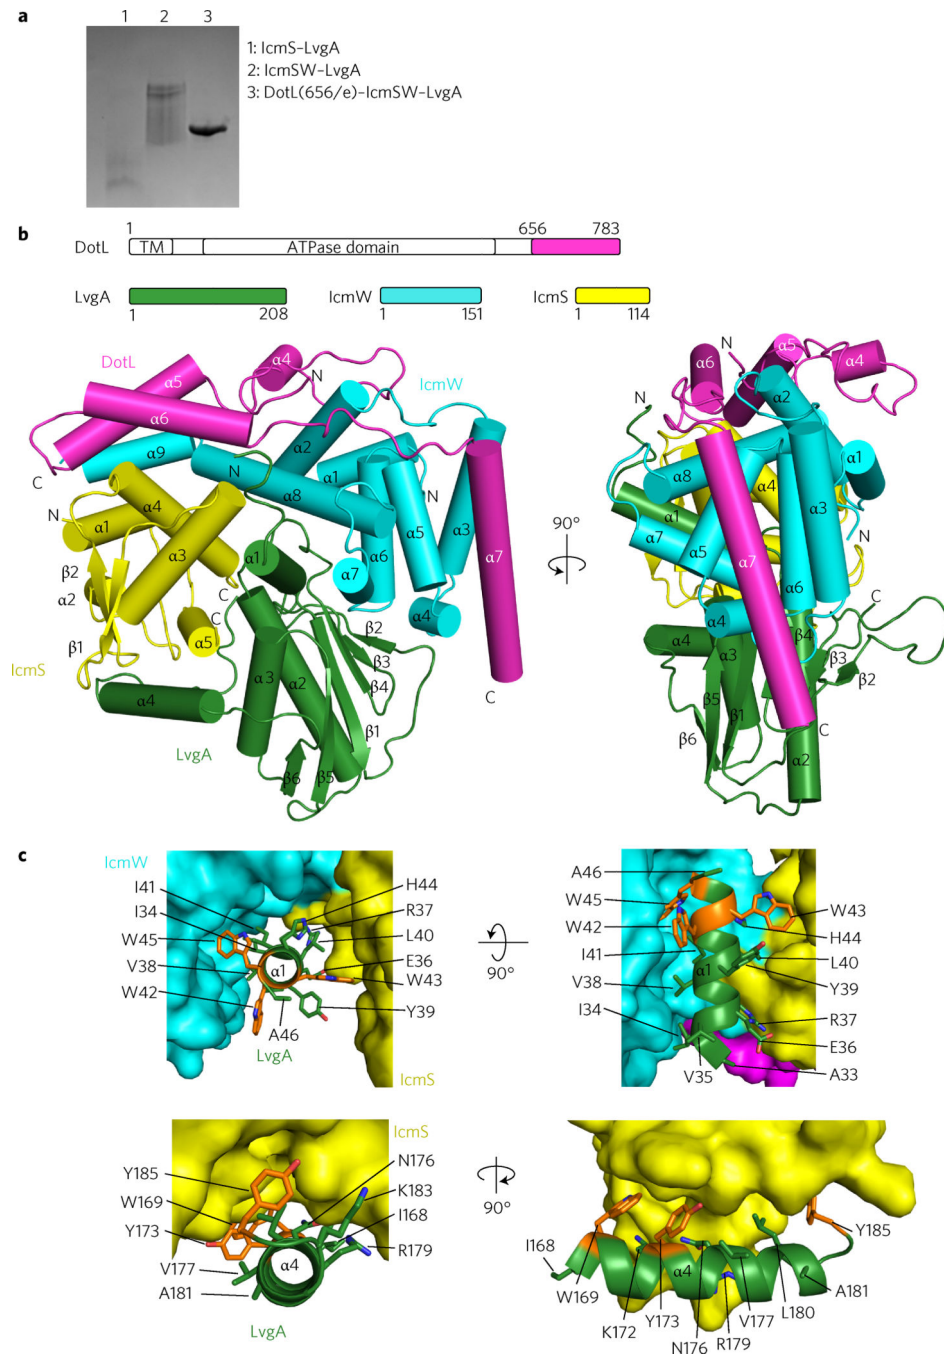 a
1 2 3
1: IcmS–LvgA
2: IcmSW–LvgA
3: DotL(656/e)–IcmSW–LvgA
b
1 656 783
DotL TM ATPase domain
LvgA IcmW IcmS
1 208 1 151 1 114
DotL α4 N
α5 IcmW
α6
α2
C α9 N α1 N
α8
N α4
α1 α3 α5 α3
α1 α6 α7
β2 α7
α2 C
C α4
β1 α5 β2
IcmS α3 β3
α4 α2 β4
C
β1
LvgA β6 β5
90°
N α5
α6 α4
α2
N
α8 α4 α1
α1 α3
N
α7 α5
α7 α6
C
α4 β4
α4 α3 β3
β5 β2
β1
β6 C
α2
c
IcmW
I41 H44
I34 R37
W45 L40
α1 E36
V38 W43
W42 Y39
A46
LvgA
IcmS
90°
A46
W45 W43
W42
H44
I41 L40
α1
V38 Y39
I34 R37
E36
V35 A33
IcmS
Y185 N176
W169 K183
Y173 I168
α4 R179
V177
A181
LvgA
90°
Y185
I168 α4
W169 A181
K172 Y173 V177 L180
N176 R179